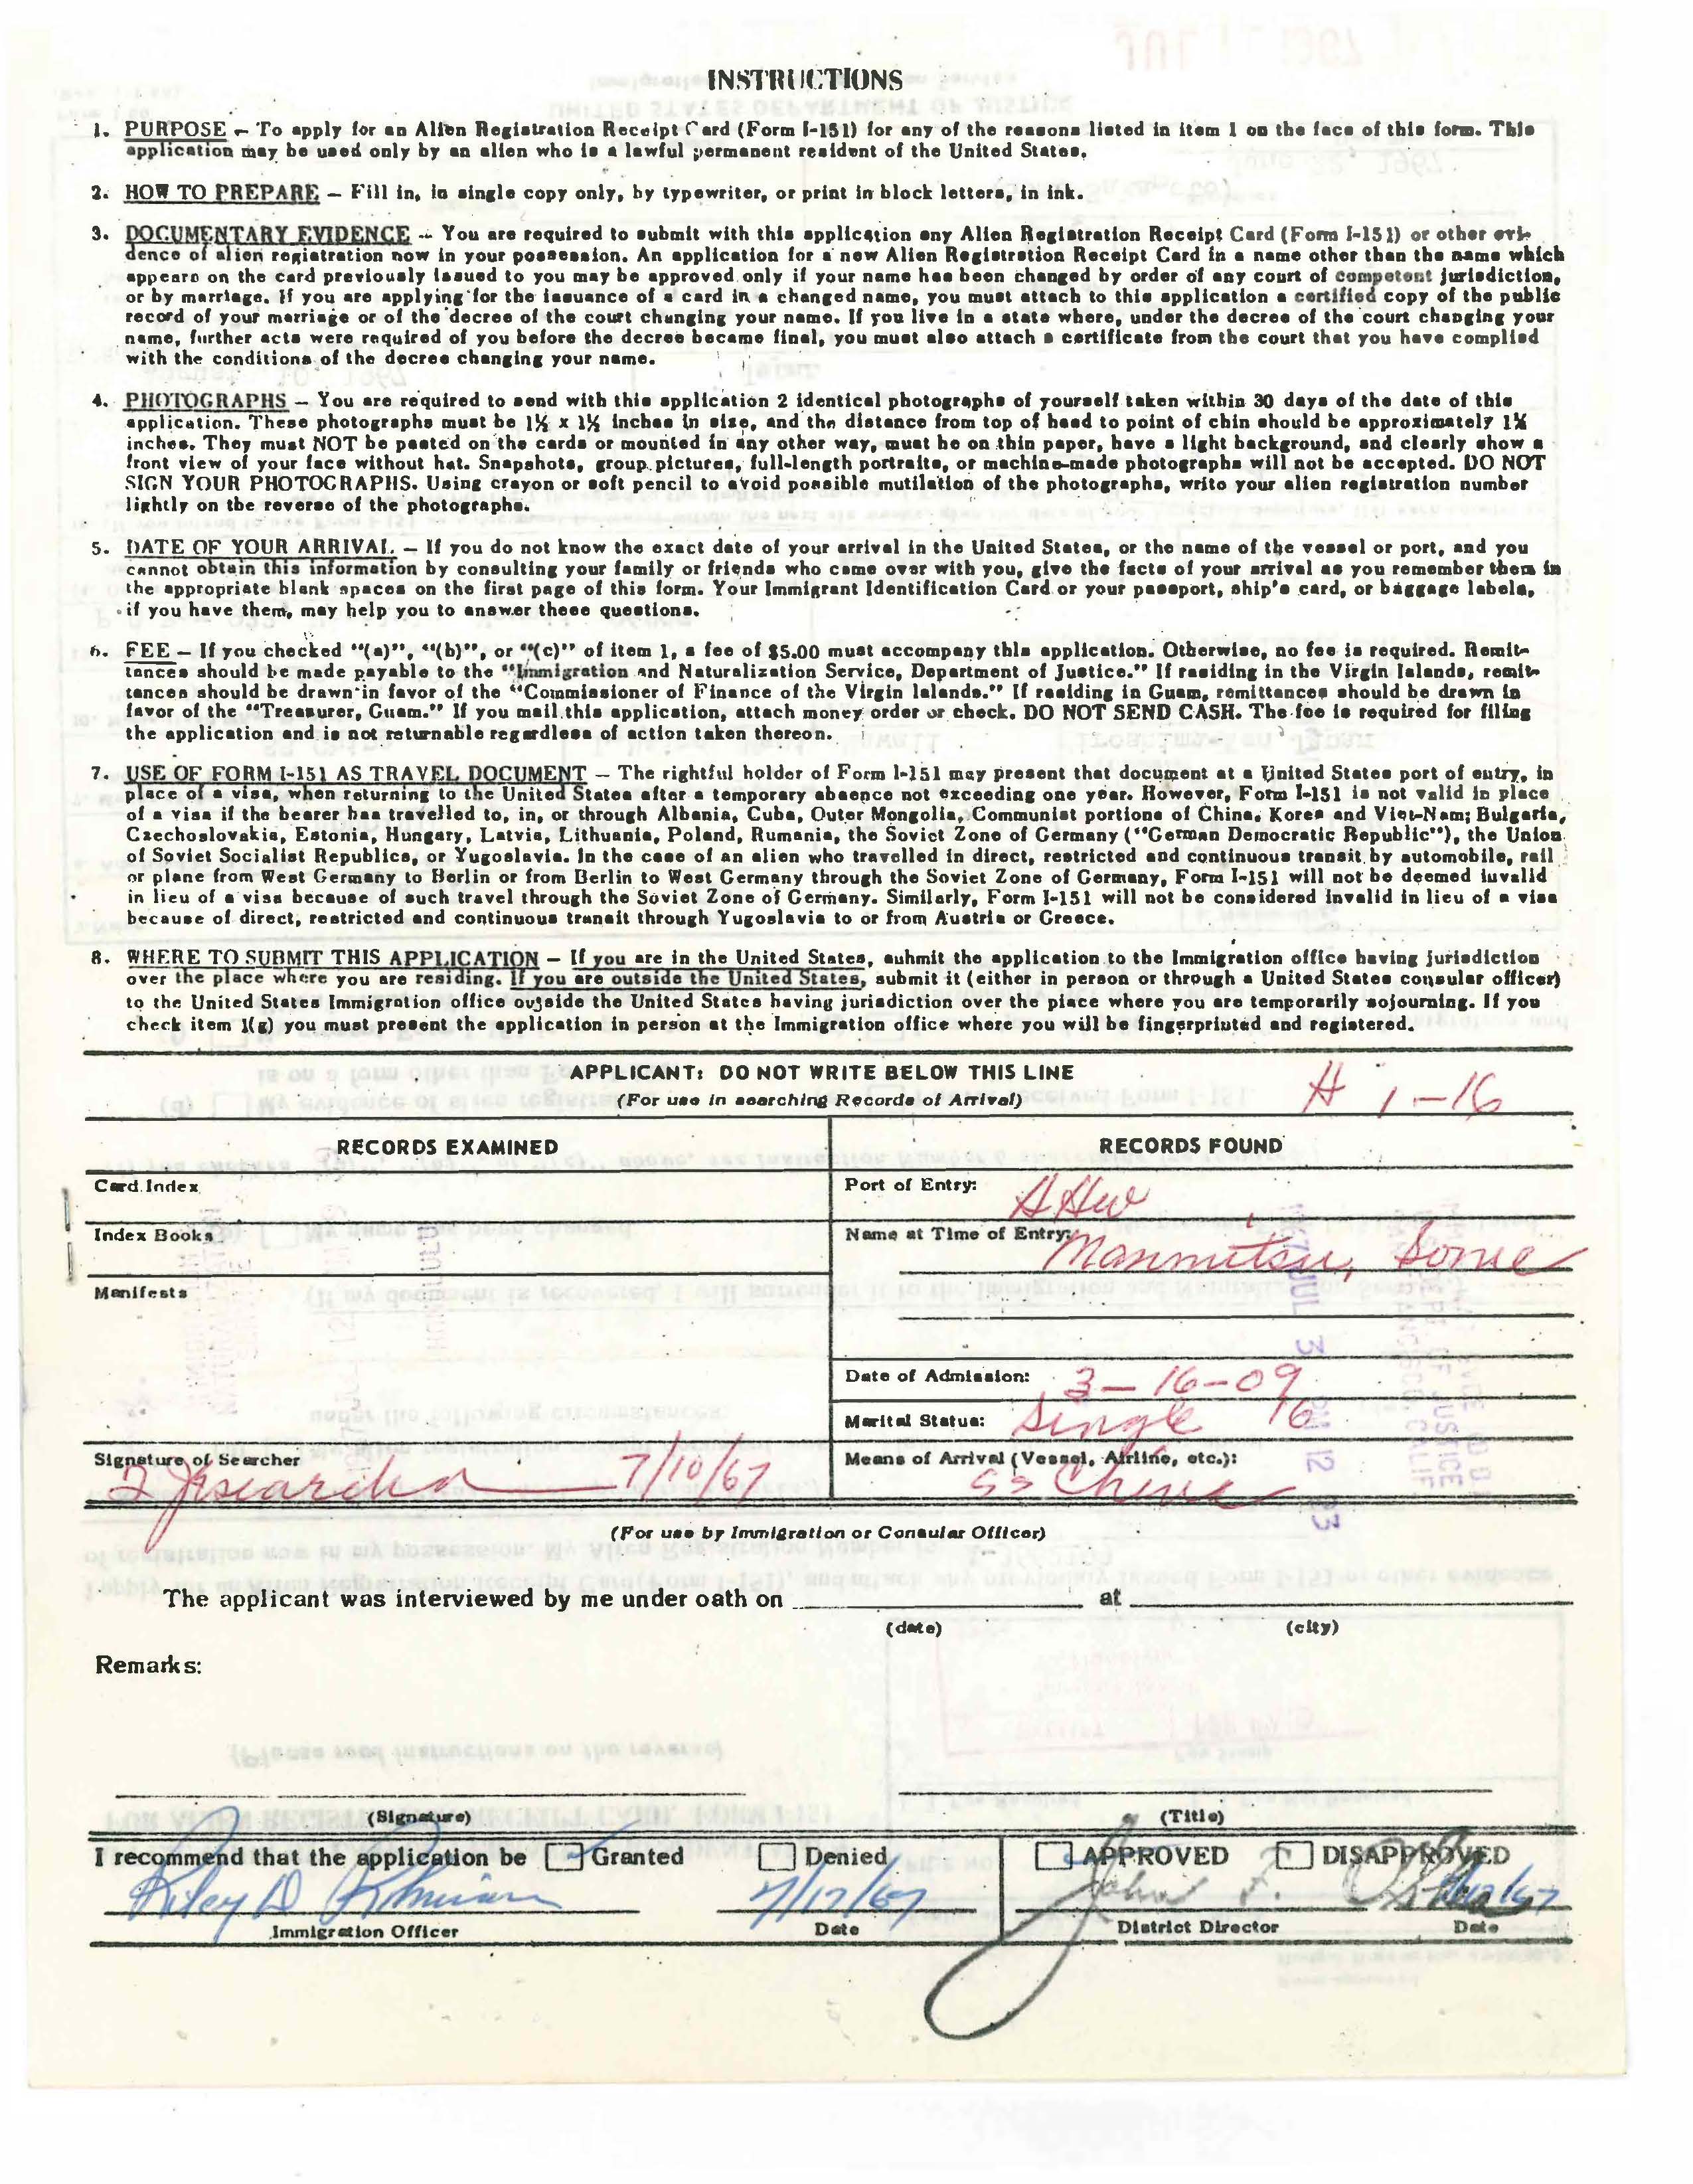 INSTRUCTIONS
1. PURPOSE – To apply for an Alien Registration Receipt Card (Form I-151) for any of the reasons listed in item 1 on the face of this form. This
application may be used only by an alien who is a lawful permanent resident of the United States.
2. HOW TO PREPARE – Fill in, in single copy only, by typewriter, or print in block letters, in ink.
3. DOCUMENTARY EVIDENCE – You are required to submit with this application any Alien Registration Receipt Card (Form I-151) or other evi-
dence of alien registration now in your possession. An application for a new Alien Registration Receipt Card in a name other than the name which
appears on the card previously issued to you may be approved only if your name has been changed by order of any court of competent jurisdiction,
or by marriage. If you are applying for the issuance of a card in a changed name, you must attach to this application a certified copy of the public
record of your marriage or of the decree of the court changing your name. If you live in a state where, under the decree of the court changing your
name, further acts were required of you before the decree became final, you must also attach a certificate from the court that you have complied
with the conditions of the decree changing your name.
4. PHOTOGRAPHS – You are required to send with this application 2 identical photographs of yourself taken within 30 days of the date of this
application. These photographs must be 1½ x 1½ inches in size, and the distance from top of head to point of chin should be approximately 1¼
inches. They must NOT be pasted on the cards or mounted in any other way, must be on thin paper, have a light background, and clearly show a
front view of your face without hat. Snapshots, group pictures, full-length portraits, or machine-made photographs will not be accepted. DO NOT
SIGN YOUR PHOTOGRAPHS. Using crayon or soft pencil to avoid possible mutilation of the photographs, write your alien registration number
lightly on the reverse of the photographs.
5. DATE OF YOUR ARRIVAL – If you do not know the exact date of your arrival in the United States, or the name of the vessel or port, and you
cannot obtain this information by consulting your family or friends who came over with you, give the facts of your arrival as you remember them in
the appropriate blank spaces on the first page of this form. Your Immigrant Identification Card or your passport, ship's card, or baggage labels,
if you have them, may help you to answer these questions.
6. FEE – If you checked "(a)", "(b)", or "(c)" of item 1, a fee of $5.00 must accompany this application. Otherwise, no fee is required. Remit-
tances should be made payable to the "Immigration and Naturalization Service, Department of Justice." If residing in the Virgin Islands, remit-
tances should be drawn in favor of the "Commissioner of Finance of the Virgin Islands." If residing in Guam, remittances should be drawn in
favor of the "Treasurer, Guam." If you mail this application, attach money order or check. DO NOT SEND CASH. The fee is required for filing
the application and is not returnable regardless of action taken thereon.
7. USE OF FORM I-151 AS TRAVEL DOCUMENT – The rightful holder of Form I-151 may present that document at a United States port of entry, in
place of a visa, when returning to the United States after a temporary absence not exceeding one year. However, Form I-151 is not valid in place
of a visa if the bearer has travelled to, in, or through Albania, Cuba, Outer Mongolia, Communist portions of China, Korea and Viet-Nam; Bulgaria,
Czechoslovakia, Estonia, Hungary, Latvia, Lithuania, Poland, Rumania, the Soviet Zone of Germany ("German Democratic Republic"), the Union
of Soviet Socialist Republics, or Yugoslavia. In the case of an alien who travelled in direct, restricted and continuous transit by automobile, rail
or plane from West Germany to Berlin or from Berlin to West Germany through the Soviet Zone of Germany, Form I-151 will not be deemed invalid
in lieu of a visa because of such travel through the Soviet Zone of Germany. Similarly, Form I-151 will not be considered invalid in lieu of a visa
because of direct, restricted and continuous transit through Yugoslavia to or from Austria or Greece.
8. WHERE TO SUBMIT THIS APPLICATION – If you are in the United States, submit the application to the Immigration office having jurisdiction
over the place where you are residing. If you are outside the United States, submit it (either in person or through a United States consular officer)
to the United States Immigration office outside the United States having jurisdiction over the place where you are temporarily sojourning. If you
check item 1(g) you must present the application in person at the Immigration office where you will be fingerprinted and registered.
APPLICANT: DO NOT WRITE BELOW THIS LINE
(For use in searching Records of Arrival)
1-16
RECORDS EXAMINED
RECORDS FOUND
Card Index
Port of Entry:
Index Books
Name at Time of Entry:
Manmitsu,
Manifests
Date of Admission: 3-16-09
Marital Status: Single 16
Signature of Searcher
7/10/67
Means of Arrival (Vessel, Airline, etc.):
SS China
(For use by Immigration or Consular Officer)
The applicant was interviewed by me under oath on at
(date) (city)
Remarks:
(Signature) (Title)
I recommend that the application be Granted Denied
APPROVED DISAPPROVED
Riley D
7/17/67
John F.
Immigration Officer Date
District Director Date